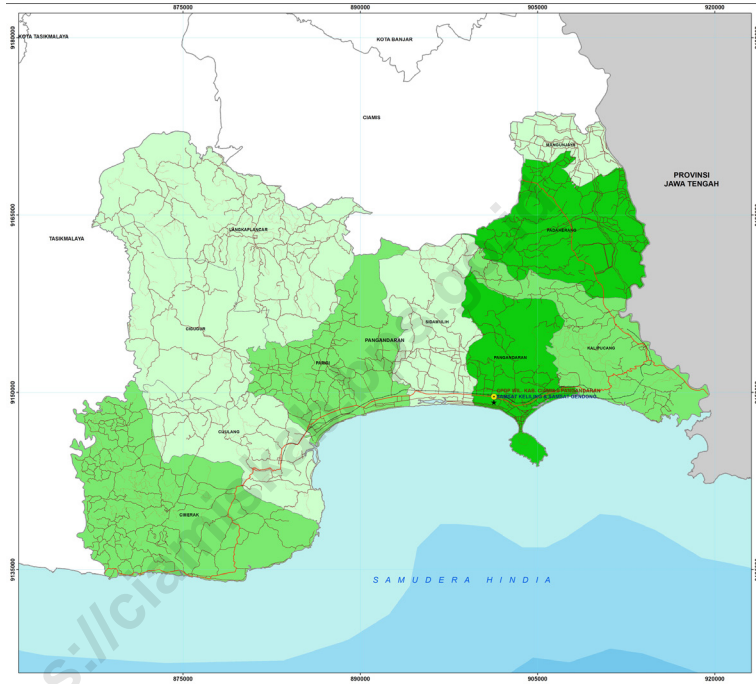 875000 890000 905000 920000
9180000
KOTA TASIKMALAYA
KOTA BANJAR
CIAMIS
MANGUNJAYA
PROVINSI
JAWA TENGAH
9165000
LANGKAPLANCAR
PADAHERANG
TASIKMALAYA
SIDAMULIH
CIGUGUR
PANGANDARAN
KALIPUCANG
PARIGI
PANGANDARAN
9150000
CIJULANG
CIMERAK
9135000
SAMUDERA HINDIA
875000 890000 905000 920000